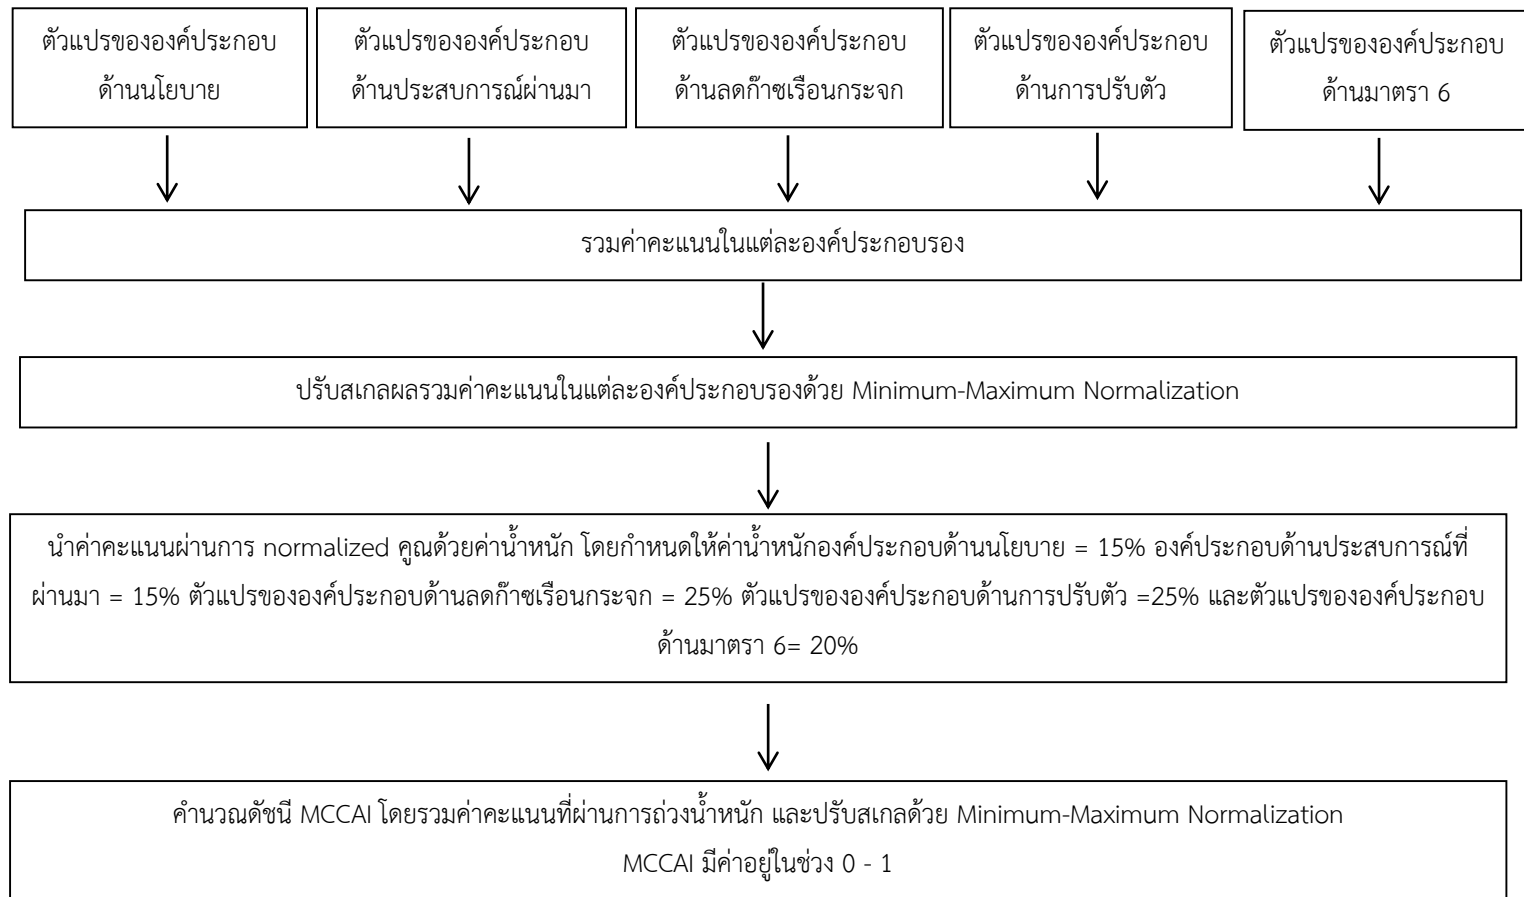 ตัวแปรขององค์ประกอบ
ด้านนโยบาย
ตัวแปรขององค์ประกอบ
ด้านประสบการณ์ผ่านมา
ตัวแปรขององค์ประกอบ
ด้านลดก๊าซเรือนกระจก
ตัวแปรขององค์ประกอบ
ด้านการปรับตัว
ตัวแปรขององค์ประกอบ
ด้านมาตรา 6
รวมค่าคะแนนในแต่ละองค์ประกอบรอง
ปรับสเกลผลรวมค่าคะแนนในแต่ละองค์ประกอบรองด้วย Minimum-Maximum Normalization
นำค่าคะแนนผ่านการ normalized คูณด้วยค่าน้ำหนัก โดยกำหนดให้ค่าน้ำหนักองค์ประกอบด้านนโยบาย = 15% องค์ประกอบด้านประสบการณ์ที่
ผ่านมา = 15% ตัวแปรขององค์ประกอบด้านลดก๊าซเรือนกระจก = 25% ตัวแปรขององค์ประกอบด้านการปรับตัว =25% และตัวแปรขององค์ประกอบ
ด้านมาตรา 6= 20%
คำนวณดัชนี MCCAI โดยรวมค่าคะแนนที่ผ่านการถ่วงน้ำหนัก และปรับสเกลด้วย Minimum-Maximum Normalization
MCCAI มีค่าอยู่ในช่วง 0 - 1